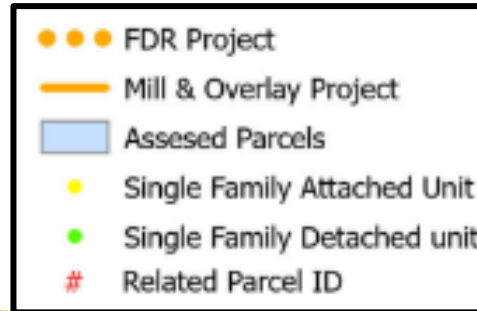 FDR Project
Mill & Overlay Project
Assesed Parcels
Single Family Attached Unit
Single Family Detached unit
# Related Parcel ID